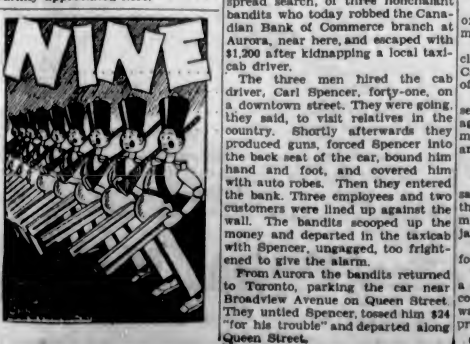 NINE
spread search, of three nonchalant
bandits who today robbed the Cana-
dian Bank of Commerce branch at
Aurora, near here, and escaped with
$1,200 after kidnapping a local taxi-
cab driver.
The three men hired the cab
driver, Carl Spencer, forty-one, on
a downtown street. They were going,
they said, to visit relatives in the
country. Shortly afterwards they
produced guns, forced Spencer into
the back seat of the car, bound him
hand and foot, and covered him
with auto robes. Then they entered
the bank. Three employees and two
customers were lined up against the
wall. The bandits scooped up the
money and departed in the taxicab
with Spencer, ungagged, too fright-
ened to give the alarm.
From Aurora the bandits returned
to Toronto, parking the car near
Broadview Avenue on Queen Street.
They untied Spencer, tossed him $24
"for his trouble" and departed along
Queen Street.